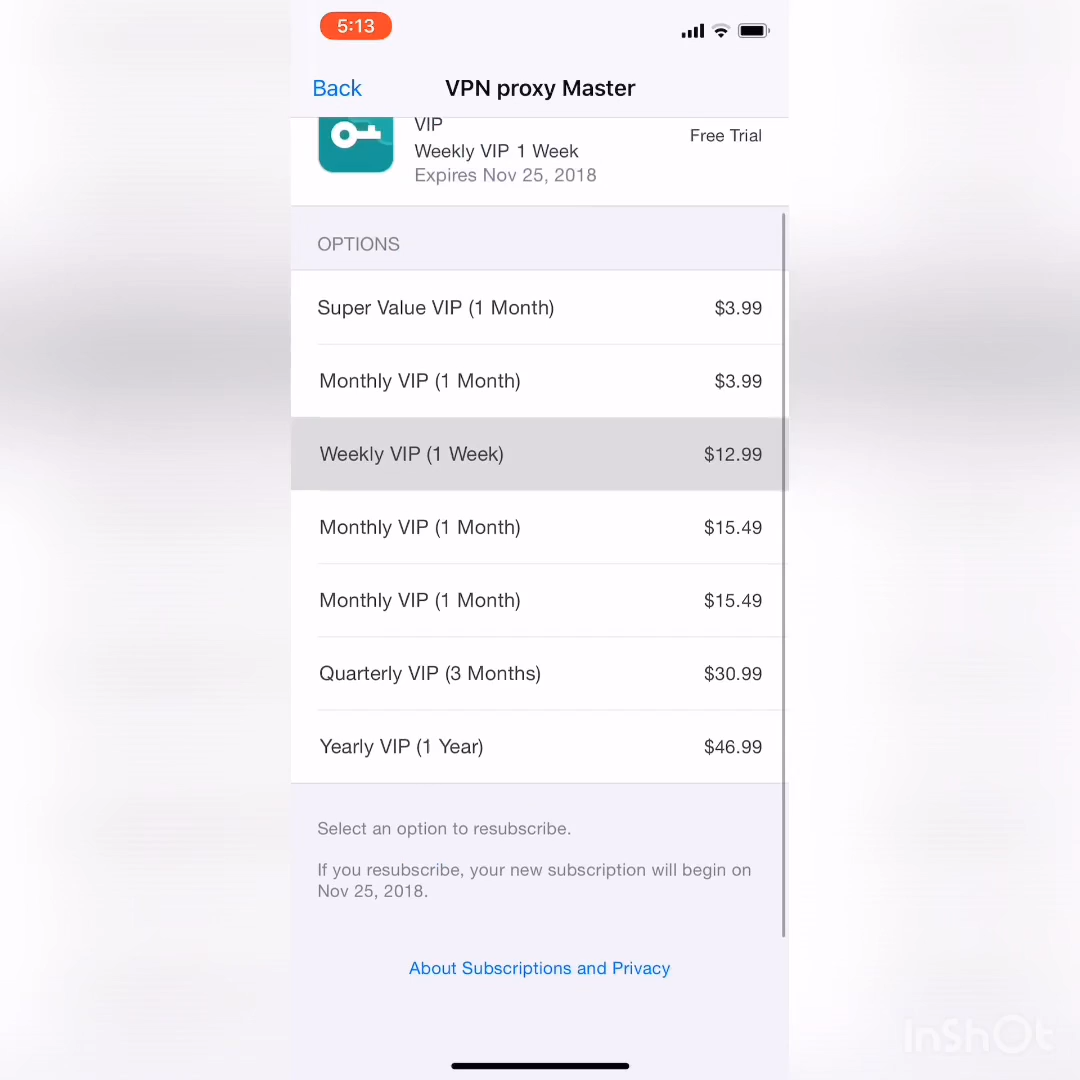 5:13
Back
VPN proxy Master
VIP
Free Trial
Weekly VIP 1 Week
Expires Nov 25, 2018
OPTIONS
Super Value VIP (1 Month) $3.99
Monthly VIP (1 Month) $3.99
Weekly VIP (1 Week) $12.99
Monthly VIP (1 Month) $15.49
Monthly VIP (1 Month) $15.49
Quarterly VIP (3 Months) $30.99
Yearly VIP (1 Year) $46.99
Select an option to resubscribe.
If you resubscribe, your new subscription will begin on
Nov 25, 2018.
About Subscriptions and Privacy
InShOt